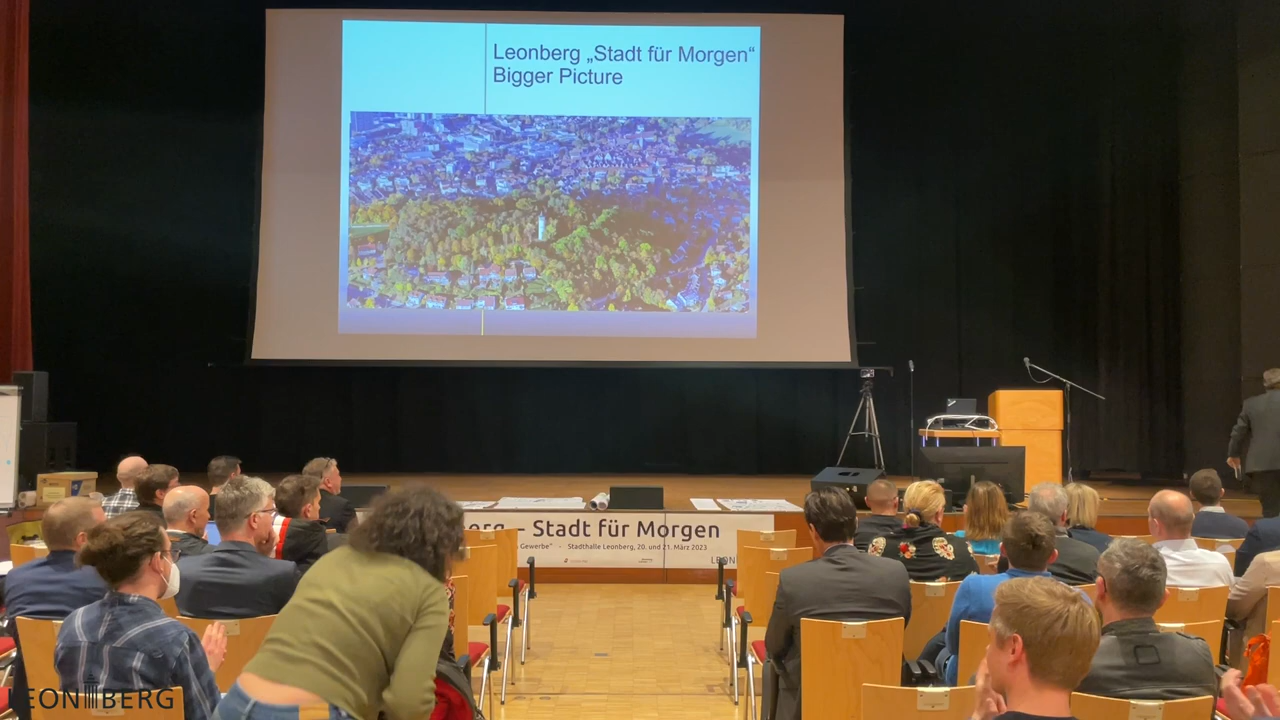 Leonberg „Stadt für Morgen“
Bigger Picture
berg – Stadt für Morgen
Gewerbe" - Stadthalle Leonberg, 20. und 21. März 2023
LEON
LEONBERG